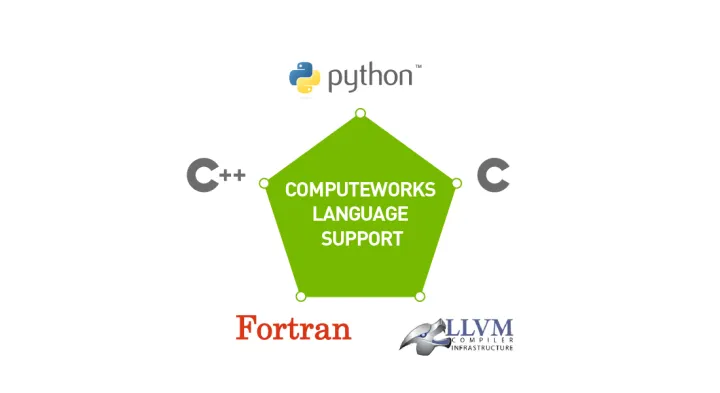 python™
C++
C
COMPUTEWORKS
LANGUAGE
SUPPORT
Fortran
LLVM
COMPILER
INFRASTRUCTURE